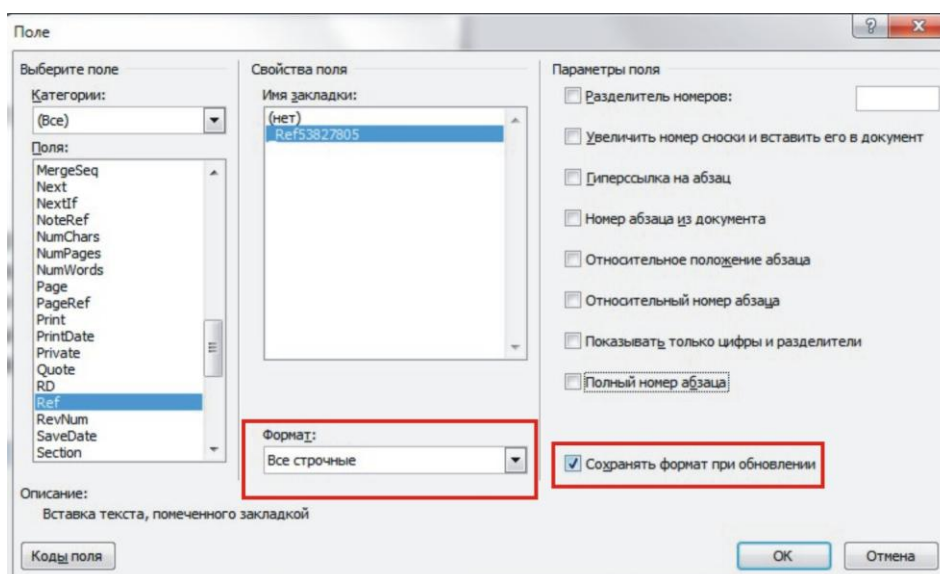 Поле
Выберите поле
Категории:
(Все)
Поля:
MergeSeq
Next
NextIf
NoteRef
NumChars
NumPages
NumWords
Page
PageRef
Print
PrintDate
Private
Quote
RD
Ref
RevNum
SaveDate
Section
Свойства поля
Имя закладки:
(нет)
_Ref53827805
Формат:
Все строчные
Параметры поля
Разделитель номеров:
Увеличить номер сноски и вставить его в документ
Гиперссылка на абзац
Номер абзаца из документа
Относительное положение абзаца
Относительный номер абзаца
Показывать только цифры и разделители
Полный номер абзаца
Сохранять формат при обновлении
Описание:
Вставка текста, помеченного закладкой
Коды поля
ОК
Отмена